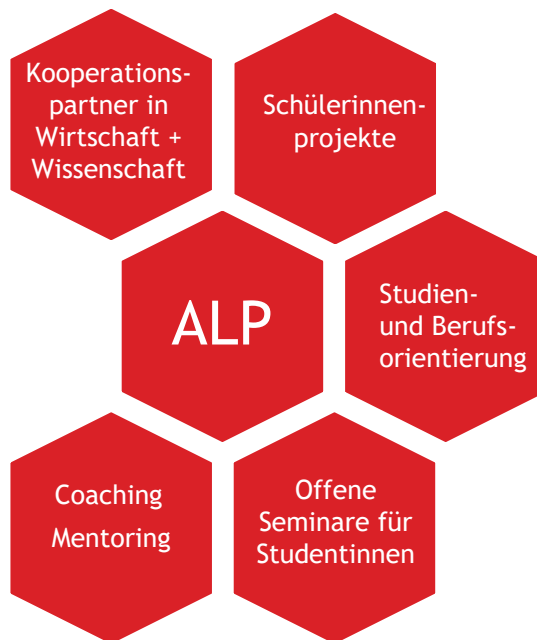 Kooperations-
partner in
Wirtschaft +
Wissenschaft
Schülerinnen-
projekte
ALP
Studien-
und Berufs-
orientierung
Coaching
Mentoring
Offene
Seminare für
Studentinnen